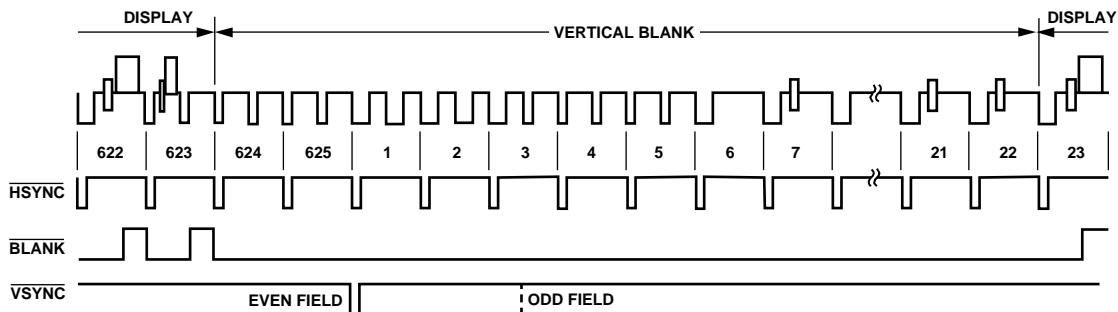 DISPLAY
VERTICAL BLANK
DISPLAY
622 623 624 625 1 2 3 4 5 6 7 21 22 23
HSYNC
BLANK
VSYNC
EVEN FIELD
ODD FIELD